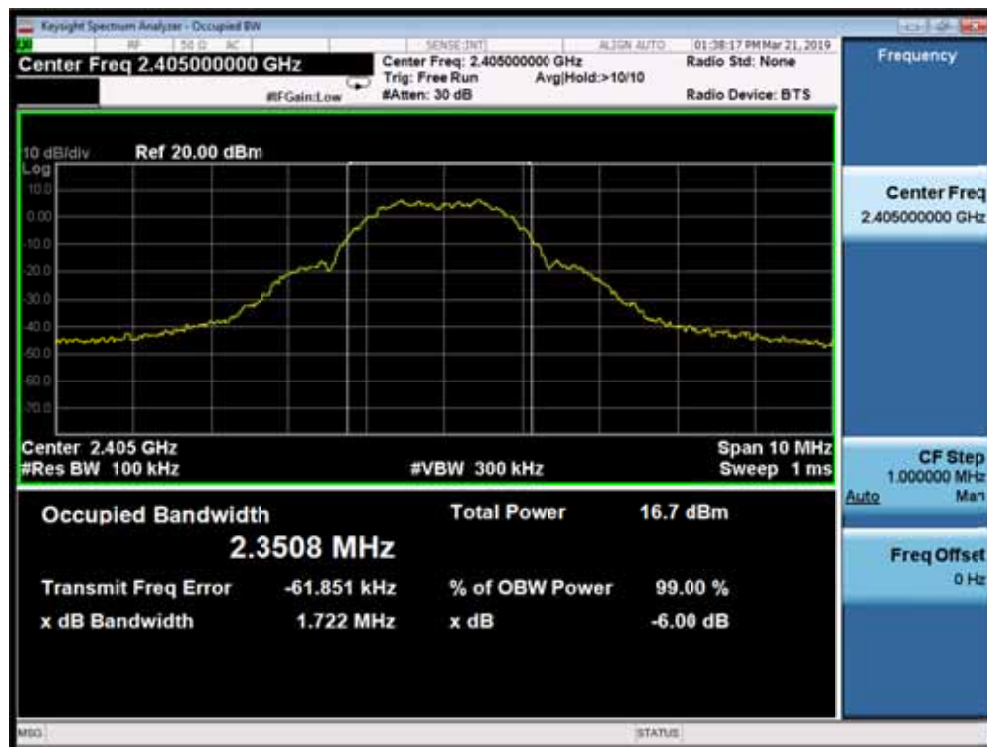 Keysight Spectrum Analyzer - Occupied BW
RF 50 Ω AC SENSE:INT ALIGN AUTO 01:38:17 PM Mar 21, 2019
Center Freq 2.405000000 GHz
Center Freq: 2.405000000 GHz
Radio Std: None
Trig: Free Run Avg|Hold:>10/10
#IFGain:Low
#Atten: 30 dB
Radio Device: BTS
10 dB/div Ref 20.00 dBm
Log
10.0
0.00
-10.0
-20.0
-30.0
-40.0
-50.0
-60.0
-70.0
Center 2.405 GHz
Span 10 MHz
#Res BW 100 kHz
#VBW 300 kHz
Sweep 1 ms
Occupied Bandwidth
Total Power 16.7 dBm
2.3508 MHz
Transmit Freq Error -61.851 kHz
% of OBW Power 99.00 %
x dB Bandwidth 1.722 MHz
x dB -6.00 dB
Frequency
Center Freq
2.405000000 GHz
CF Step
1.000000 MHz
Auto Man
Freq Offset
0 Hz
MSG
STATUS